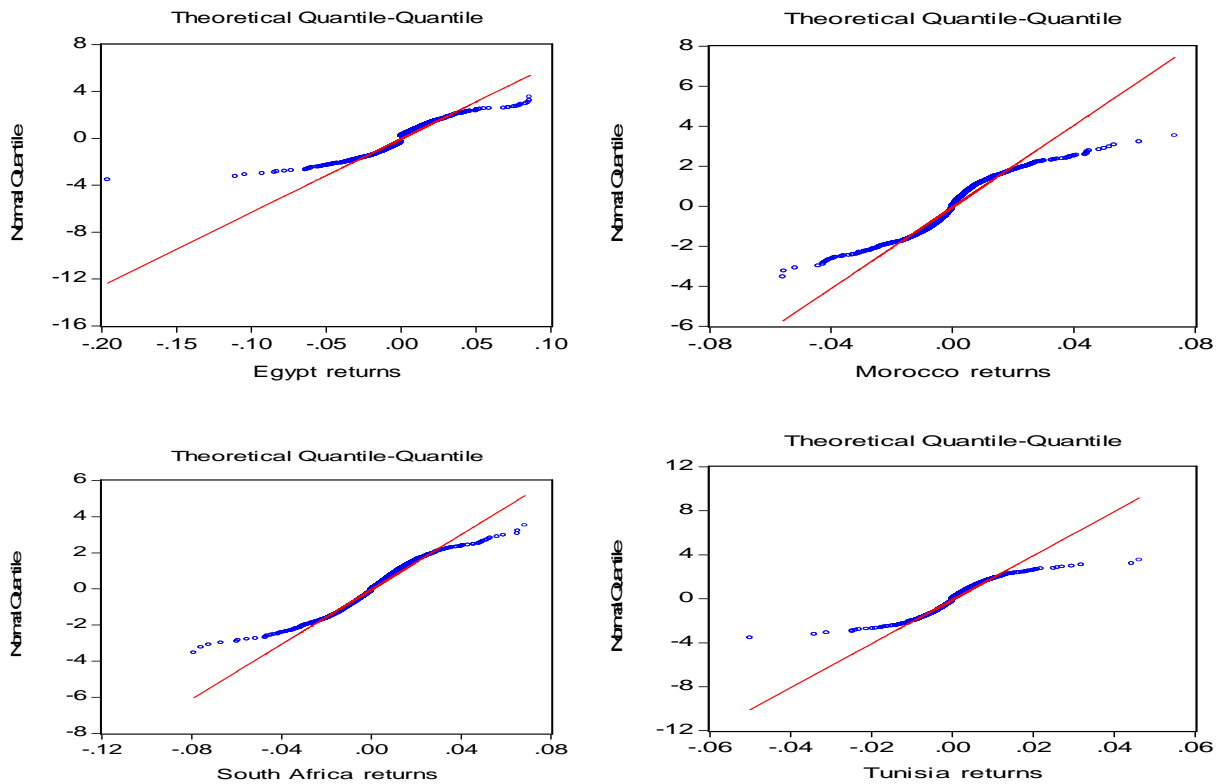 Theoretical Quantile-Quantile
8
4
0
-4
-8
-12
-16
-.20 -.15 -.10 -.05 .00 .05 .10
Normal Quantile
Egypt returns
Theoretical Quantile-Quantile
8
6
4
2
0
-2
-4
-6
-.08 -.04 .00 .04 .08
Normal Quantile
Morocco returns
Theoretical Quantile-Quantile
6
4
2
0
-2
-4
-6
-8
-.12 -.08 -.04 .00 .04 .08
Normal Quantile
South Africa returns
Theoretical Quantile-Quantile
12
8
4
0
-4
-8
-12
-.06 -.04 -.02 .00 .02 .04 .06
Normal Quantile
Tunisia returns